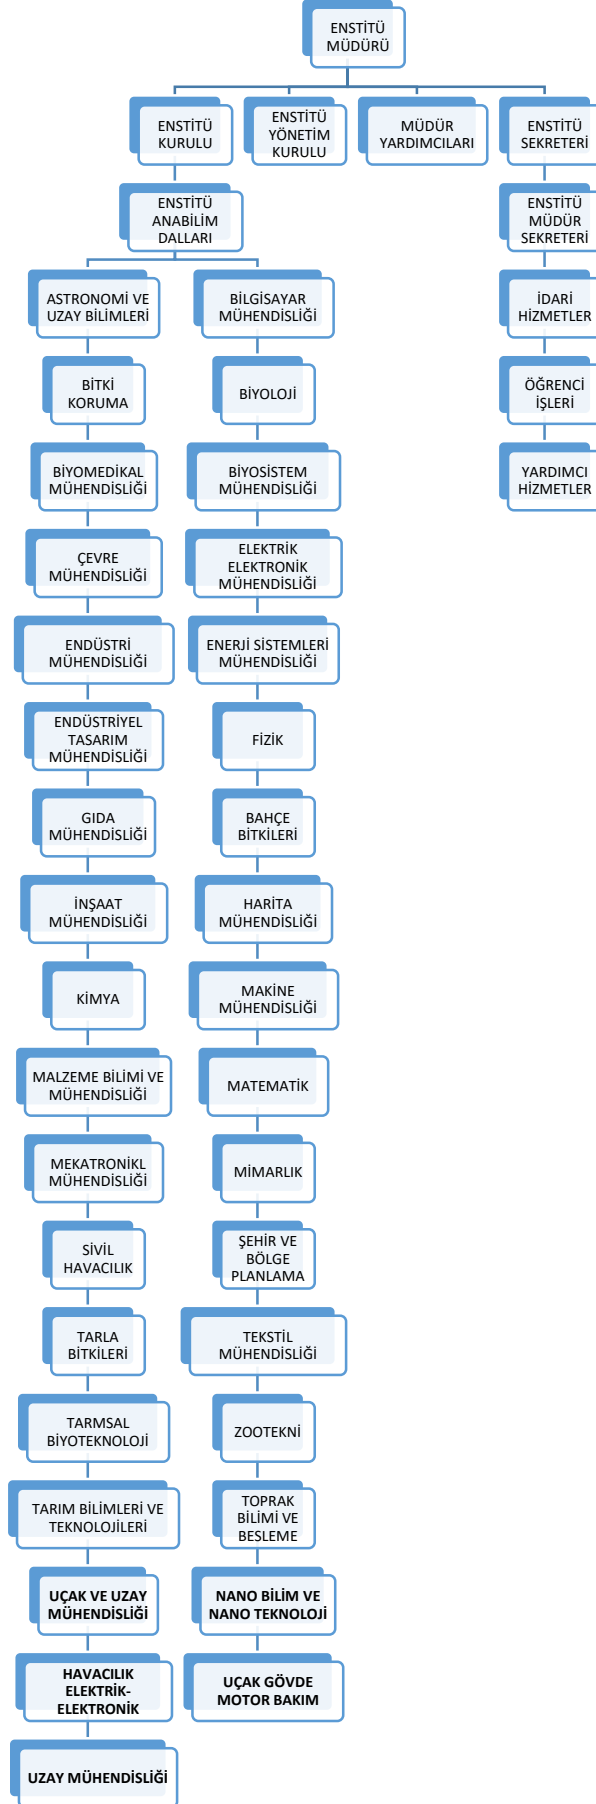 ENSTİTÜ
MÜDÜRÜ
ENSTİTÜ
KURULU
ENSTİTÜ
YÖNETİM
KURULU
MÜDÜR
YARDIMCILARI
ENSTİTÜ
SEKRETERİ
ENSTİTÜ
ANABİLİM
DALLARI
ENSTİTÜ
MÜDÜR
SEKRETERİ
ASTRONOMİ VE
UZAY BİLİMLERİ
BİLGİSAYAR
MÜHENDİSLİĞİ
İDARİ
HİZMETLER
BİTKİ
KORUMA
BİYOLOJİ
ÖĞRENCİ
İŞLERİ
BİYOMEDİKAL
MÜHENDİSLİĞİ
BİYOSİSTEM
MÜHENDİSLİĞİ
YARDIMCI
HİZMETLER
ÇEVRE
MÜHENDİSLİĞİ
ELEKTRİK
ELEKTRONİK
MÜHENDİSLİĞİ
ENDÜSTRİ
MÜHENDİSLİĞİ
ENERJİ SİSTEMLERİ
MÜHENDİSLİĞİ
ENDÜSTRİYEL
TASARIM
MÜHENDİSLİĞİ
FİZİK
GIDA
MÜHENDİSLİĞİ
BAHÇE
BİTKİLERİ
İNŞAAT
MÜHENDİSLİĞİ
HARİTA
MÜHENDİSLİĞİ
KİMYA
MAKİNE
MÜHENDİSLİĞİ
MALZEME BİLİMİ VE
MÜHENDİSLİĞİ
MATEMATİK
MEKATRONİKL
MÜHENDİSLİĞİ
MİMARLIK
SİVİL
HAVACILIK
ŞEHİR VE
BÖLGE
PLANLAMA
TARLA
BİTKİLERİ
TEKSTİL
MÜHENDİSLİĞİ
TARMSAL
BİYOTEKNOLOJİ
ZOOTEKNİ
TARIM BİLİMLERİ VE
TEKNOLOJİLERİ
TOPRAK
BİLİMİ VE
BESLEME
UÇAK VE UZAY
MÜHENDİSLİĞİ
NANO BİLİM VE
NANO TEKNOLOJİ
HAVACILIK
ELEKTRİK-
ELEKTRONİK
UÇAK GÖVDE
MOTOR BAKIM
UZAY MÜHENDİSLİĞİ